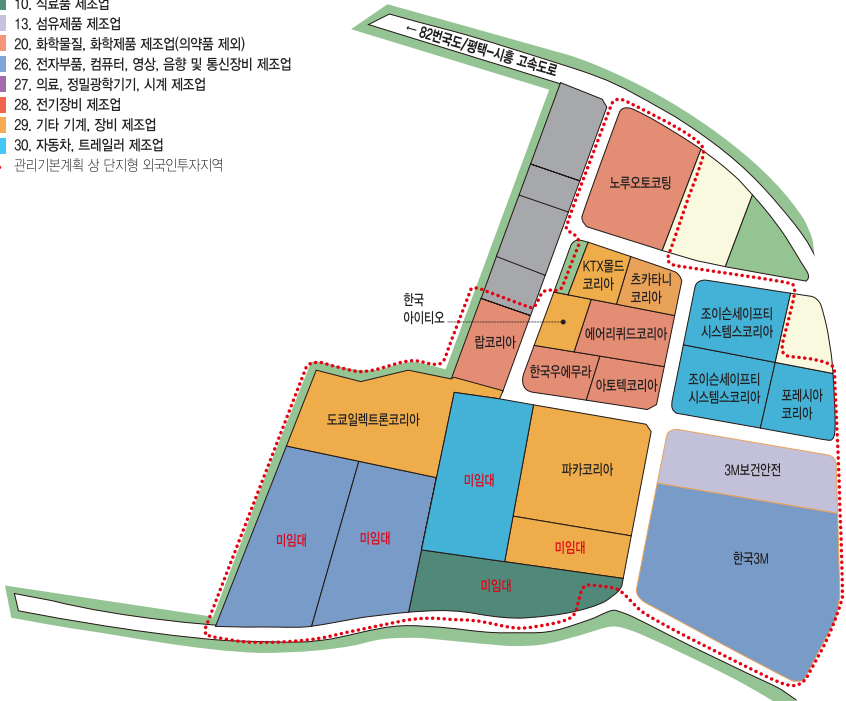 10. 식료품 제조업
13. 섬유제품 제조업
20. 화학물질, 화학제품 제조업(의약품 제외)
26. 전자부품, 컴퓨터, 영상, 음향 및 통신장비 제조업
27. 의료, 정밀광학기기, 시계 제조업
28. 전기장비 제조업
29. 기타 기계, 장비 제조업
30. 자동차, 트레일러 제조업
관리기본계획 상 단지형 외국인투자지역
← 82번국도/평택-시흥 고속도로
노루오토코팅
KTX몰드
코리아
츠카타니
코리아
한국
아이티오
조이슨세이프티
시스템스코리아
에어리퀴드코리아
랍코리아
한국우에무라
아토텍코리아
조이슨세이프티
시스템스코리아
포레시아
코리아
도쿄일렉트론코리아
파카코리아
3M보건안전
미임대
미임대
미임대
미임대
한국3M
미임대